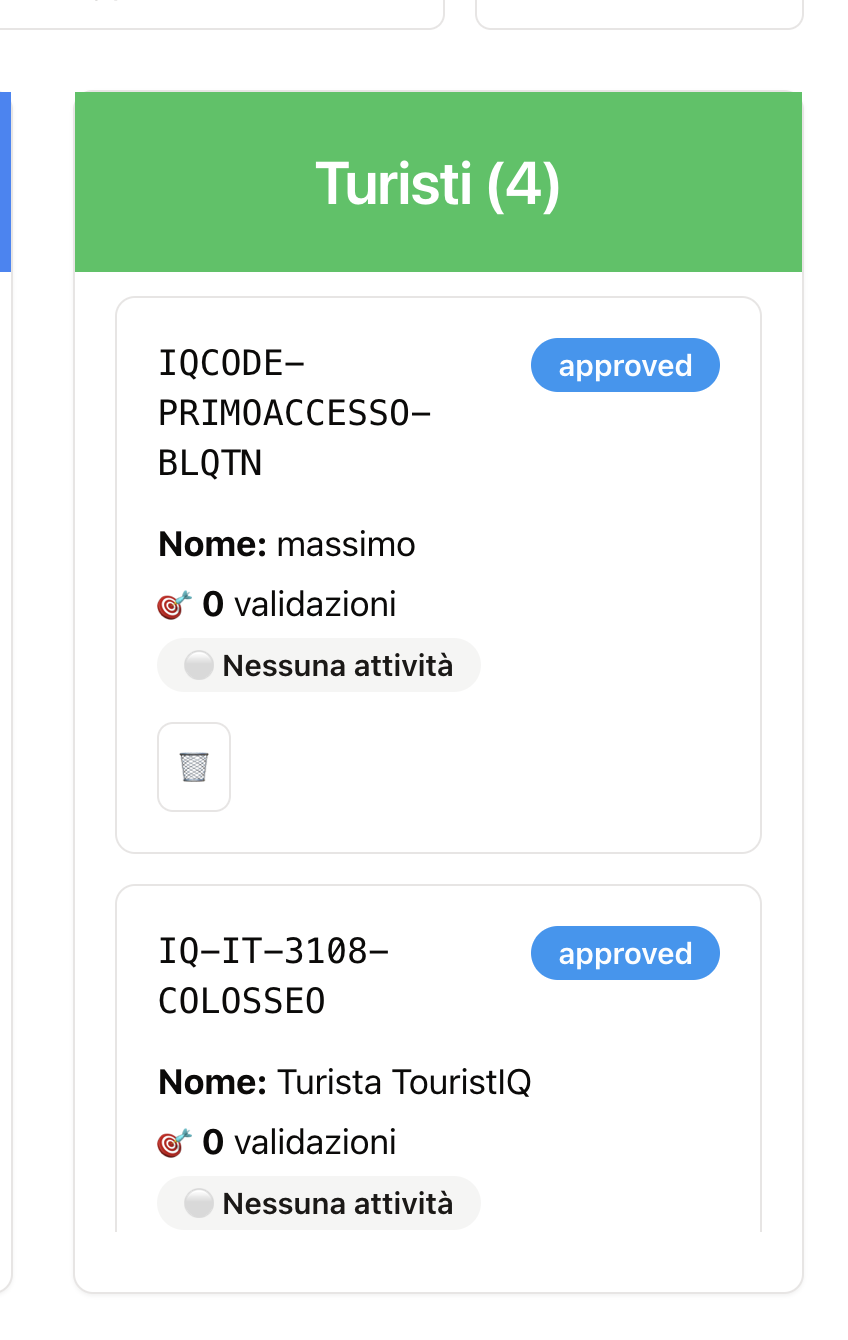 Turisti (4)
IQCODE-
PRIMOACCESSO-
BLQTN
approved
Nome: massimo
🎯 0 validazioni
⚪ Nessuna attività
🗑️
IQ-IT-3108-
COLOSSEO
approved
Nome: Turista TouristIQ
🎯 0 validazioni
⚪ Nessuna attività